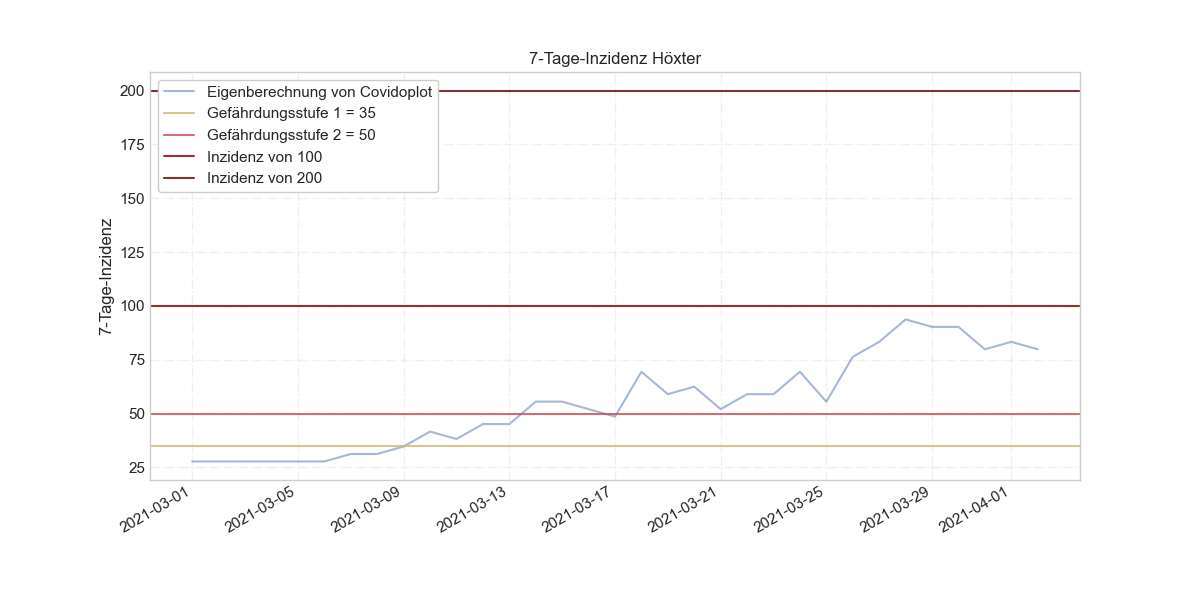 7-Tage-Inzidenz Höxter
Eigenberechnung von Covidoplot
Gefährdungsstufe 1 = 35
Gefährdungsstufe 2 = 50
Inzidenz von 100
Inzidenz von 200
7-Tage-Inzidenz
200
175
150
125
100
75
50
25
2021-03-01
2021-03-05
2021-03-09
2021-03-13
2021-03-17
2021-03-21
2021-03-25
2021-03-29
2021-04-01